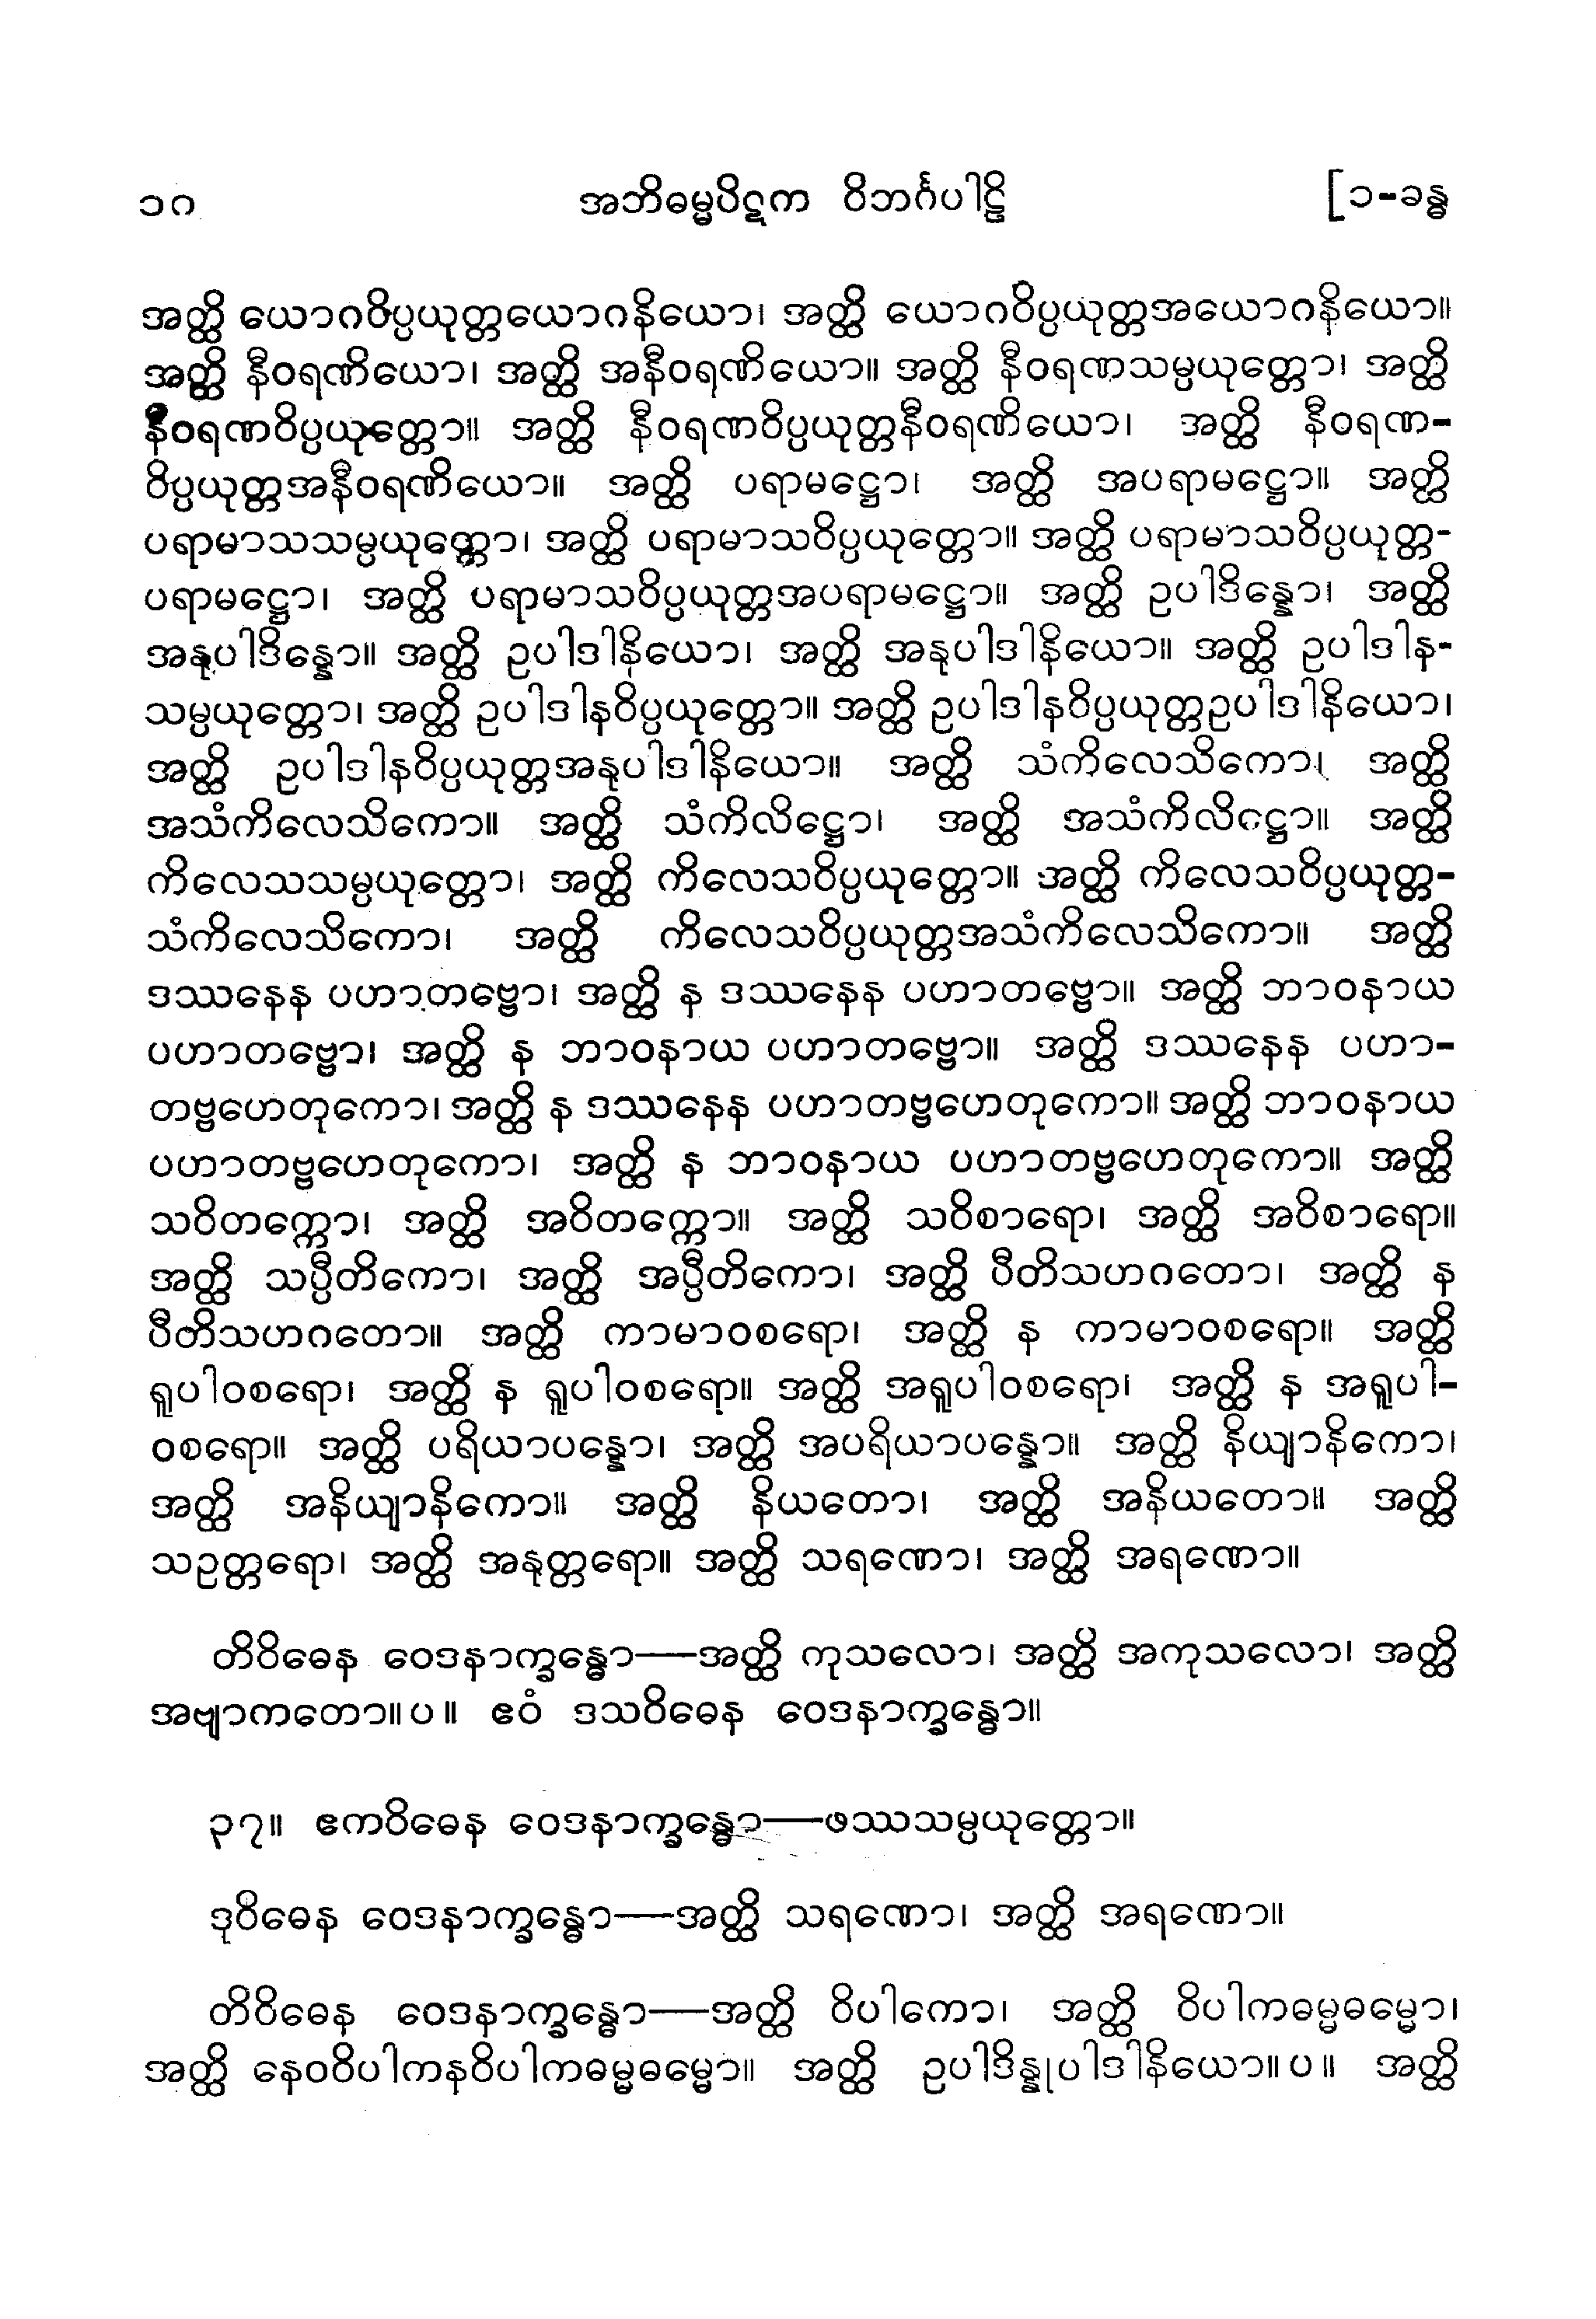 ၁ဂ အဘိဓမ္မပိဋက ဝိဘင်္ဂပါဠိ [၁-ခန္ဓ
အတ္ထိ ယောဂဝိပ္ပယုတ္တယောဂနိယော၊ အတ္ထိ ယောဂဝိပ္ပယုတ္တအယောဂနိယော။
အတ္ထိ နီဝရဏိယော၊ အတ္ထိ အနီဝရဏိယော။ အတ္ထိ နီဝရဏသမ္ပယုတ္တော၊ အတ္ထိ
နီဝရဏဝိပ္ပယုတ္တော။ အတ္ထိ နီဝရဏဝိပ္ပယုတ္တနီဝရဏိယော၊ အတ္ထိ နီဝရဏ-
ဝိပ္ပယုတ္တအနီဝရဏိယော။ အတ္ထိ ပရာမဋ္ဌော၊ အတ္ထိ အပရာမဋ္ဌော။ အတ္ထိ
ပရာမာသသမ္ပယုတ္တော၊ အတ္ထိ ပရာမာသဝိပ္ပယုတ္တော။ အတ္ထိ ပရာမာသဝိပ္ပယုတ္တ-
ပရာမဋ္ဌော၊ အတ္ထိ ပရာမာသဝိပ္ပယုတ္တအပရာမဋ္ဌော။ အတ္ထိ ဥပါဒိန္နော၊ အတ္ထိ
အနုပါဒိန္နော။ အတ္ထိ ဥပါဒါနိယော၊ အတ္ထိ အနုပါဒါနိယော။ အတ္ထိ ဥပါဒါန-
သမ္ပယုတ္တော၊ အတ္ထိ ဥပါဒါနဝိပ္ပယုတ္တော။ အတ္ထိ ဥပါဒါနဝိပ္ပယုတ္တဥပါဒါနိယော၊
အတ္ထိ ဥပါဒါနဝိပ္ပယုတ္တအနုပါဒါနိယော။ အတ္ထိ သံကိလေသိကော၊ အတ္ထိ
အသံကိလေသိကော။ အတ္ထိ သံကိလိဋ္ဌော၊ အတ္ထိ အသံကိလိဋ္ဌော။ အတ္ထိ
ကိလေသသမ္ပယုတ္တော၊ အတ္ထိ ကိလေသဝိပ္ပယုတ္တော။ အတ္ထိ ကိလေသဝိပ္ပယုတ္တ-
သံကိလေသိကော၊ အတ္ထိ ကိလေသဝိပ္ပယုတ္တအသံကိလေသိကော။ အတ္ထိ
ဒဿနေန ပဟာတဗ္ဗော၊ အတ္ထိ န ဒဿနေန ပဟာတဗ္ဗော။ အတ္ထိ ဘာဝနာယ
ပဟာတဗ္ဗော၊ အတ္ထိ န ဘာဝနာယ ပဟာတဗ္ဗော။ အတ္ထိ ဒဿနေန ပဟာ-
တဗ္ဗဟေတုကော၊ အတ္ထိ န ဒဿနေန ပဟာတဗ္ဗဟေတုကော။ အတ္ထိ ဘာဝနာယ
ပဟာတဗ္ဗဟေတုကော၊ အတ္ထိ န ဘာဝနာယ ပဟာတဗ္ဗဟေတုကော။ အတ္ထိ
သဝိတက္ကော၊ အတ္ထိ အဝိတက္ကော။ အတ္ထိ သဝိစာရော၊ အတ္ထိ အဝိစာရော။
အတ္ထိ သပ္ပီတိကော၊ အတ္ထိ အပ္ပီတိကော၊ အတ္ထိ ပီတိသဟဂတော၊ အတ္ထိ န
ပီတိသဟဂတော။ အတ္ထိ ကာမာဝစရော၊ အတ္ထိ န ကာမာဝစရော။ အတ္ထိ
ရူပါဝစရော၊ အတ္ထိ န ရူပါဝစရော။ အတ္ထိ အရူပါဝစရော၊ အတ္ထိ န အရူပါ-
ဝစရော။ အတ္ထိ ပရိယာပန္နော၊ အတ္ထိ အပရိယာပန္နော။ အတ္ထိ နိယျာနိကော၊
အတ္ထိ အနိယျာနိကော။ အတ္ထိ နိယတော၊ အတ္ထိ အနိယတော။ အတ္ထိ
သဥတ္တရော၊ အတ္ထိ အနုတ္တရော။ အတ္ထိ သရဏော၊ အတ္ထိ အရဏော။
တိဝိဓေန ဝေဒနာက္ခန္ဓော—အတ္ထိ ကုသလော၊ အတ္ထိ အကုသလော၊ အတ္ထိ
အဗျာကတော။ပ။ ဧဝံ ဒသဝိဓေန ဝေဒနာက္ခန္ဓော။
၃၇။ ဧကဝိဓေန ဝေဒနာက္ခန္ဓော—ဖဿသမ္ပယုတ္တော။
ဒုဝိဓေန ဝေဒနာက္ခန္ဓော—အတ္ထိ သရဏော၊ အတ္ထိ အရဏော။
တိဝိဓေန ဝေဒနာက္ခန္ဓော—အတ္ထိ ဝိပါကော၊ အတ္ထိ ဝိပါကဓမ္မဓမ္မော၊
အတ္ထိ နေဝဝိပါကနဝိပါကဓမ္မဓမ္မော။ အတ္ထိ ဥပါဒိန္နုပါဒါနိယော။ပ။ အတ္ထိ